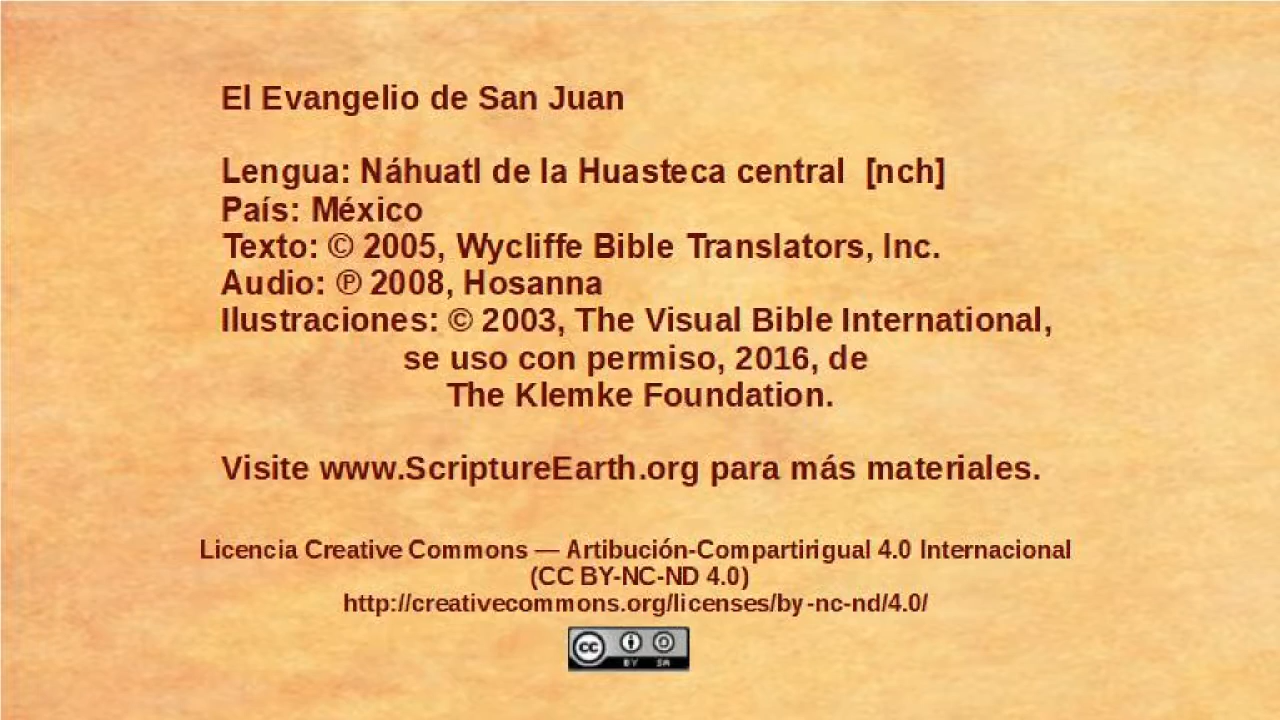 El Evangelio de San Juan
Lengua: Náhuatl de la Huasteca central [nch]
País: México
Texto: © 2005, Wycliffe Bible Translators, Inc.
Audio: ℗ 2008, Hosanna
Ilustraciones: © 2003, The Visual Bible International,
se uso con permiso, 2016, de
The Klemke Foundation.
Visite www.ScriptureEarth.org para más materiales.
Licencia Creative Commons — Artibución-Compartirigual 4.0 Internacional
(CC BY-NC-ND 4.0)
http://creativecommons.org/licenses/by-nc-nd/4.0/
cc BY SA